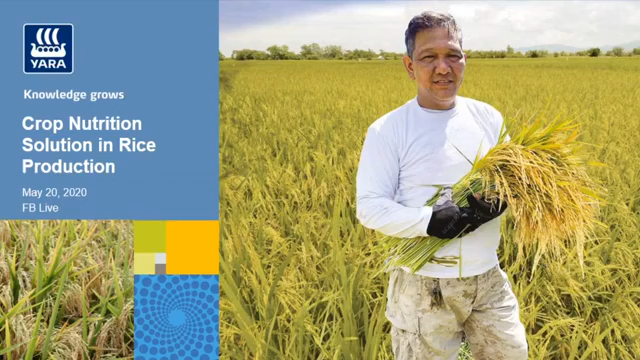 YARA
Knowledge grows
Crop Nutrition
Solution in Rice
Production
May 20, 2020
FB Live